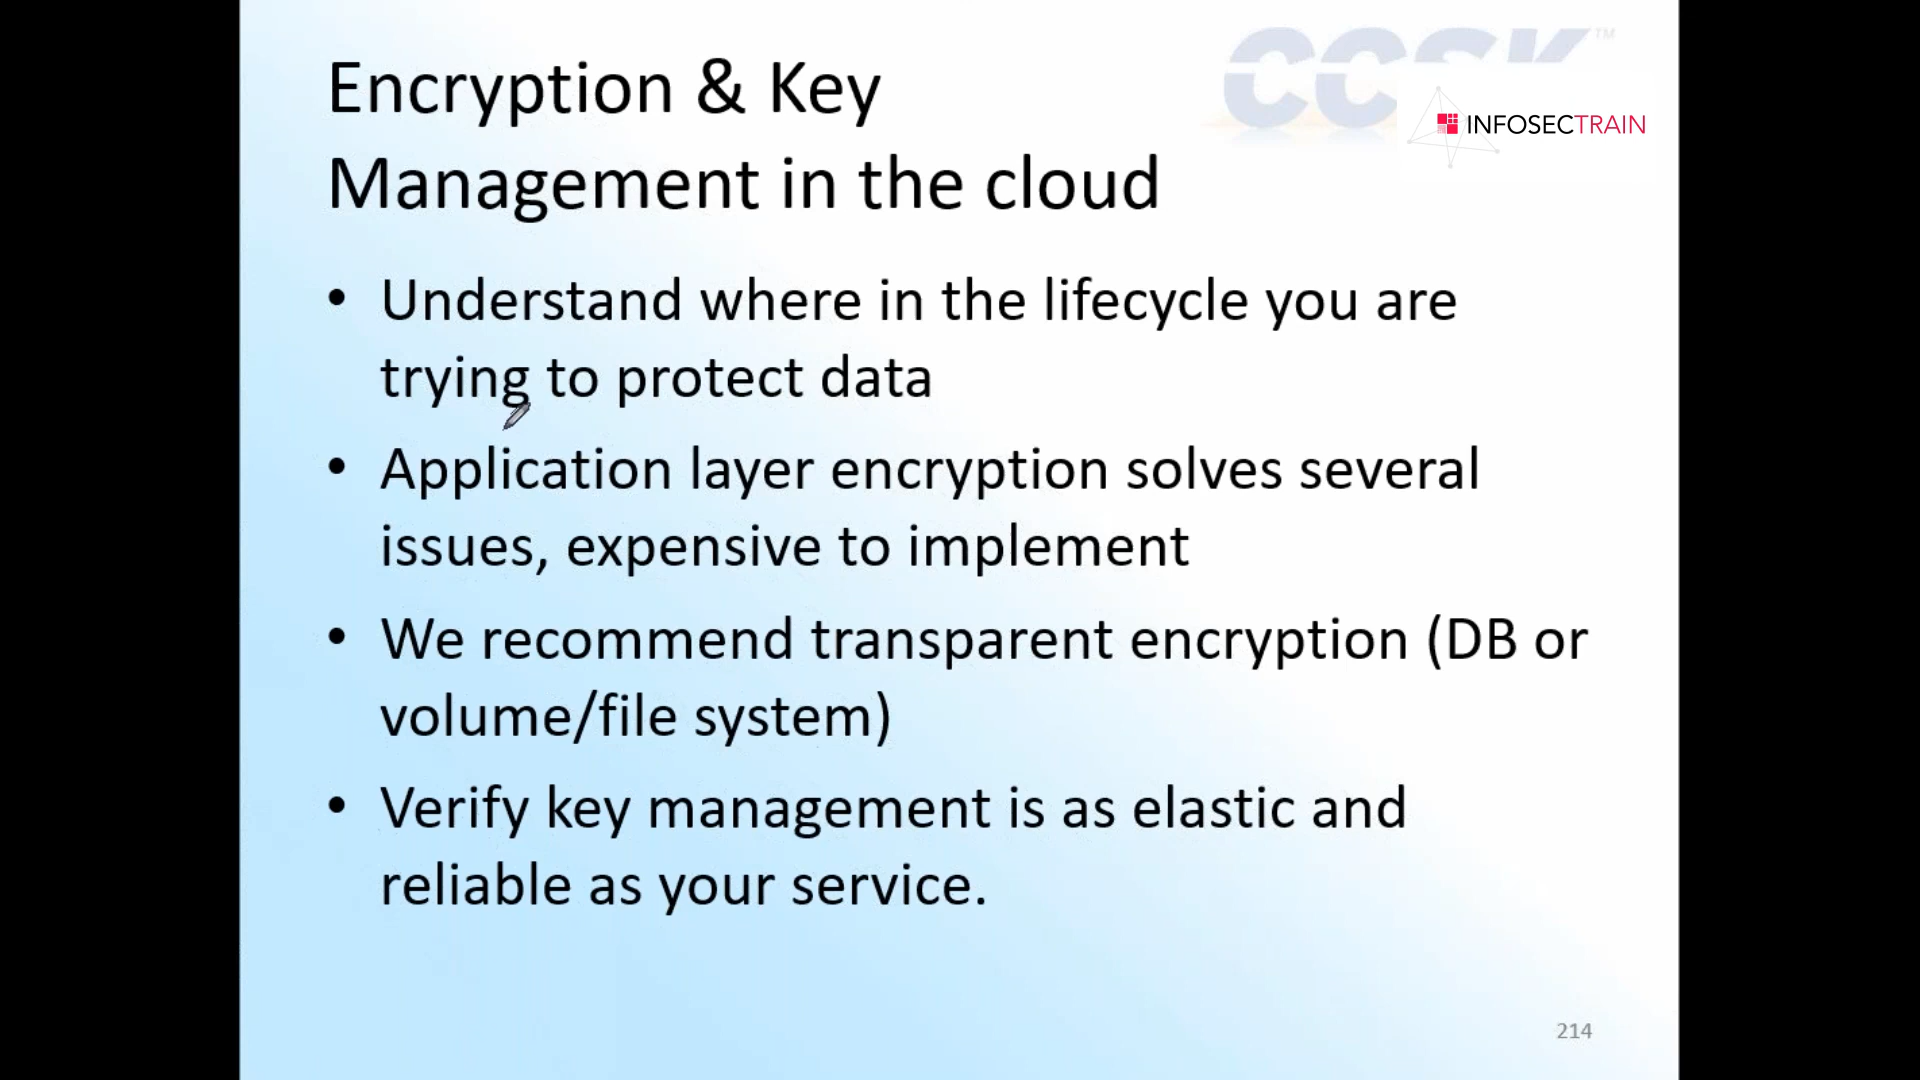 CCSK™
INFOSECTRAIN
Encryption & Key
Management in the cloud
• Understand where in the lifecycle you are
trying to protect data
• Application layer encryption solves several
issues, expensive to implement
• We recommend transparent encryption (DB or
volume/file system)
• Verify key management is as elastic and
reliable as your service.
214